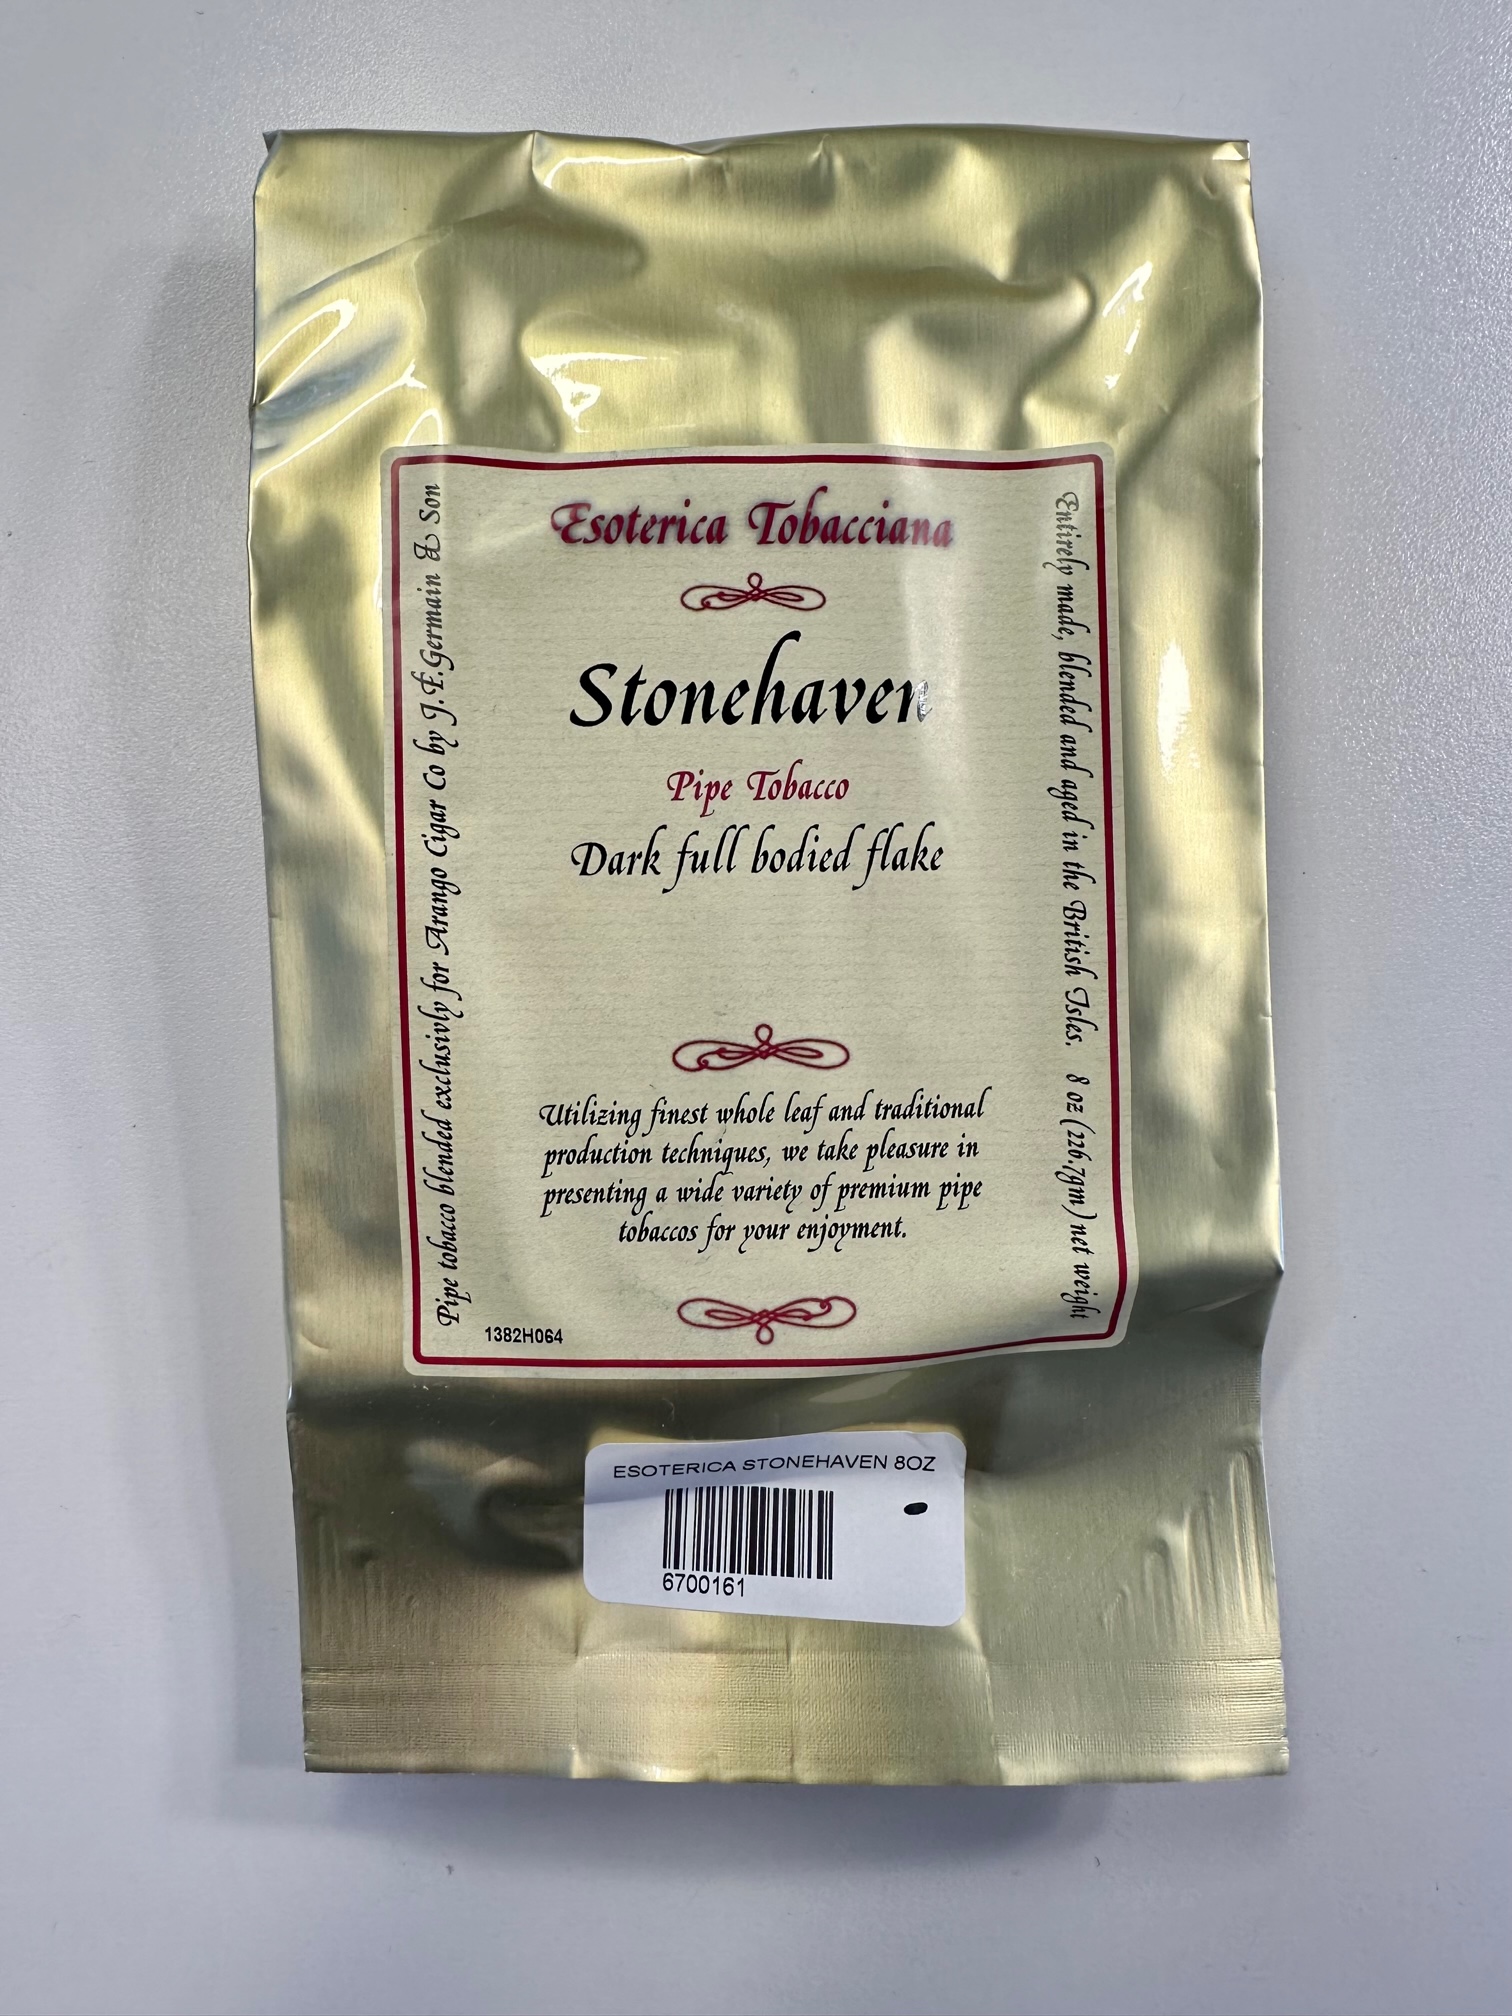 Esoterica Tobacciana
Stonehaven
Pipe Tobacco
Dark full bodied flake
Utilizing finest whole leaf and traditional
production techniques, we take pleasure in
presenting a wide variety of premium pipe
tobaccos for your enjoyment.
Pipe tobacco blended exclusivly for Arango Cigar Co by J.F.Germain & Son
Entirely made, blended and aged in the British Isles. 8 oz (226.7gm) net weight
1382H064
ESOTERICA STONEHAVEN 8OZ
6700161